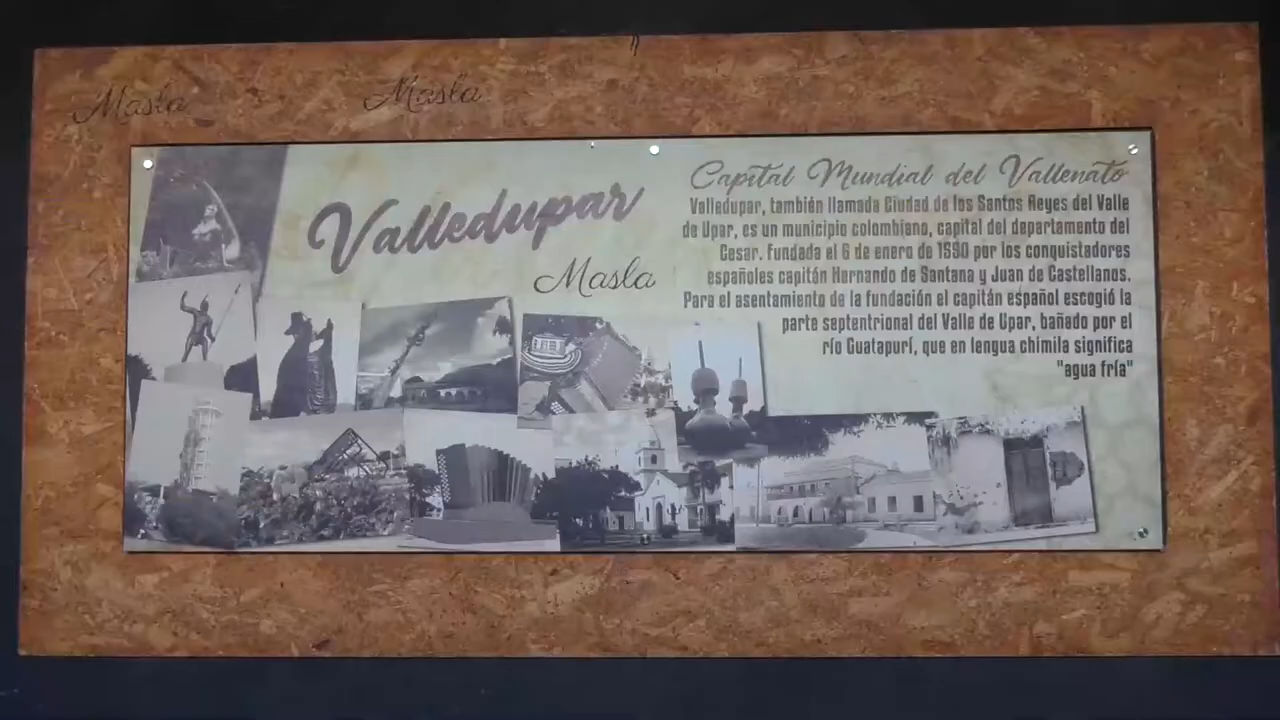 Masla
Masla
Valledupar
Masla
Capital Mundial del Vallenato
Valledupar, también llamada Ciudad de los Santos Reyes del Valle
de Upar, es un municipio colombiano, capital del departamento del
Cesar. Fundada el 6 de enero de 1550 por los conquistadores
españoles capitán Hernando de Santana y Juan de Castellanos.
Para el asentamiento de la fundación el capitán español escogió la
parte septentrional del Valle de Upar, bañado por el
río Guatapurí, que en lengua chimila significa
"agua fría"